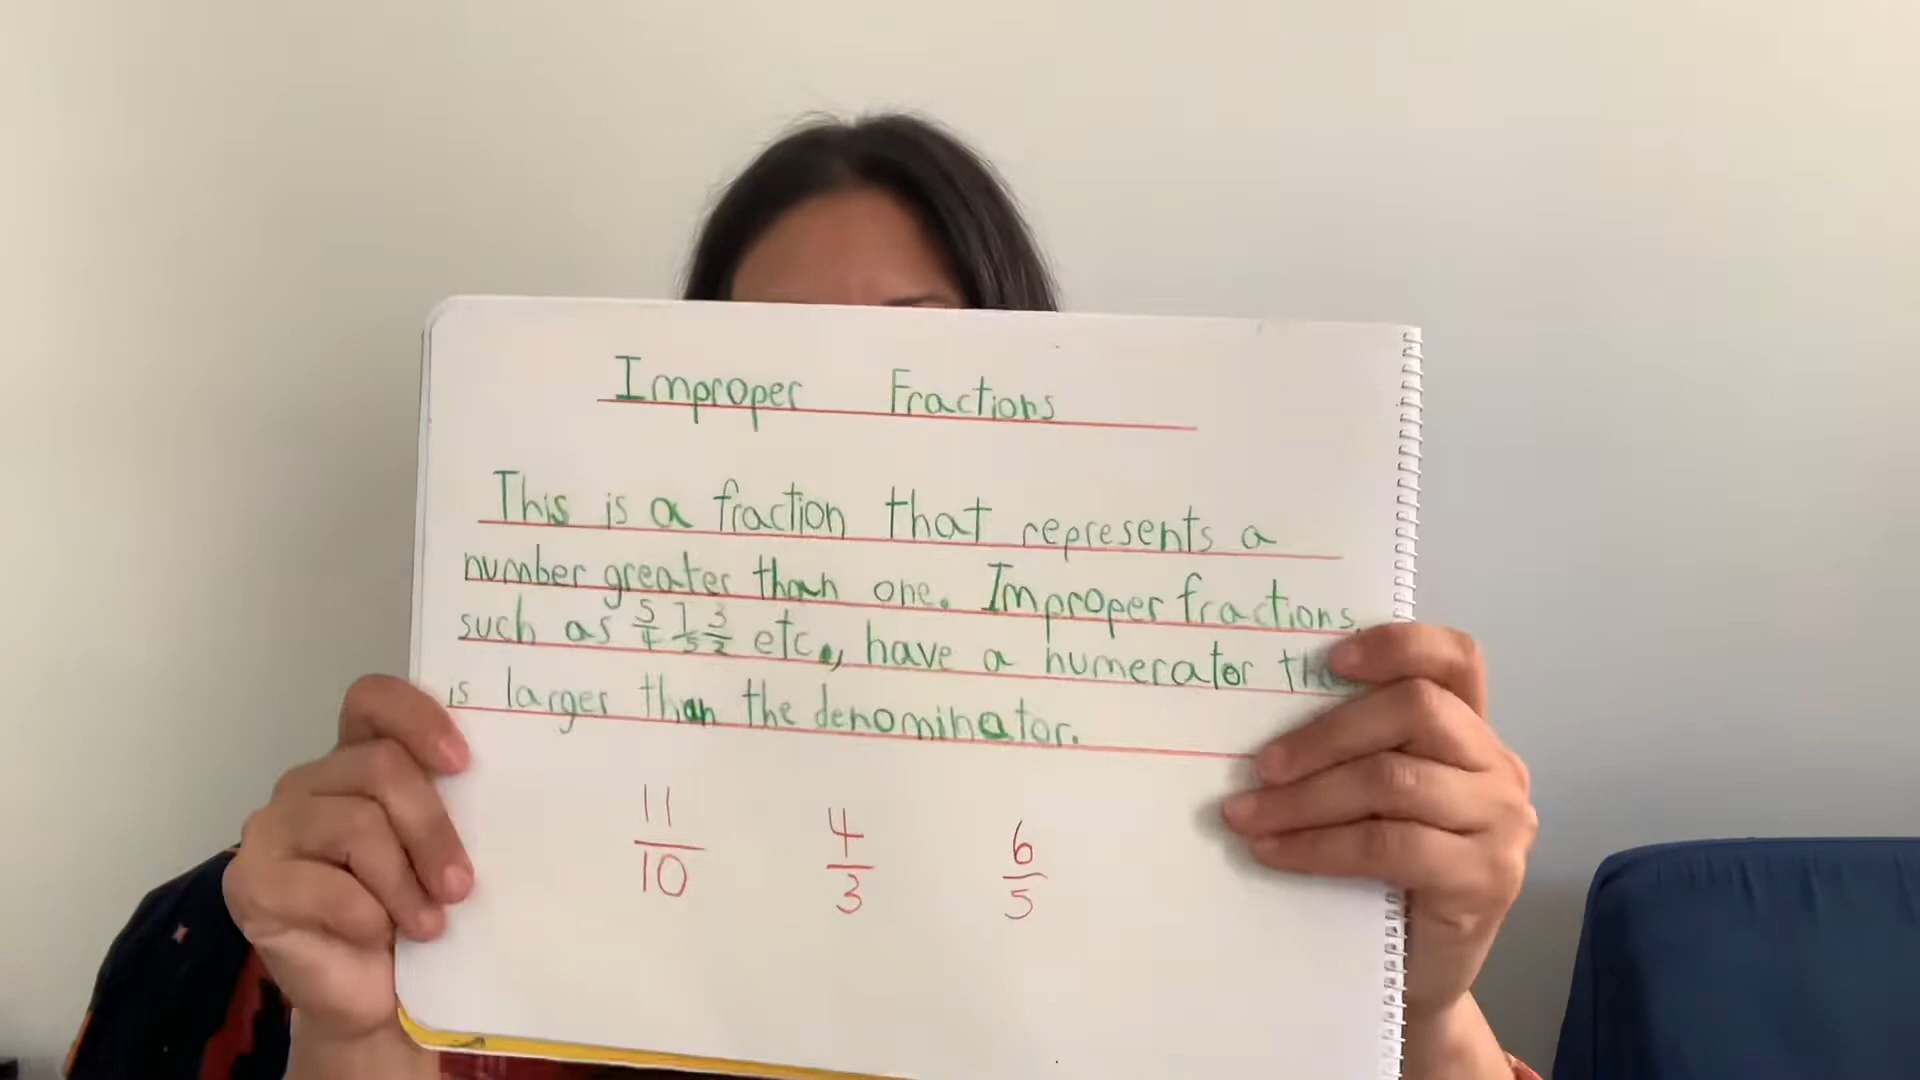 Improper Fractions
This is a fraction that represents a
number greater than one. Improper fractions,
such as 5/4 7/5 3/2 etc., have a numerator
is larger than the denominator.
11/10 4/3 6/5